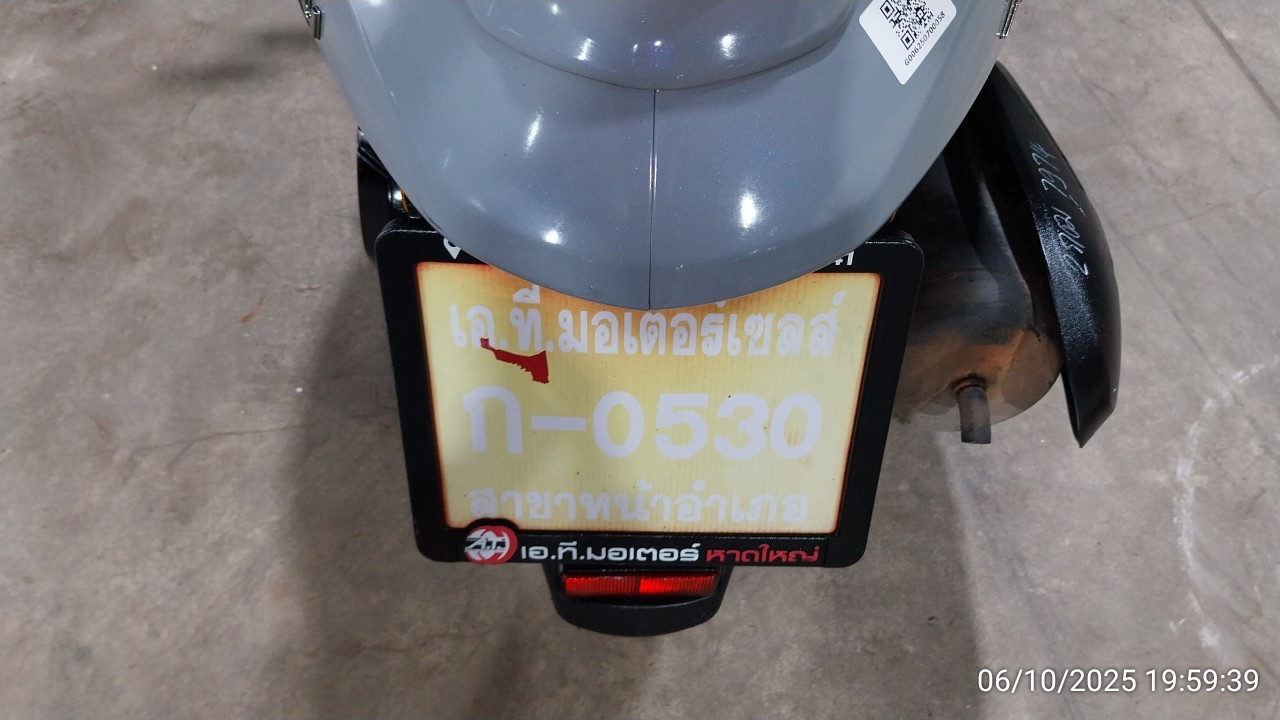 G006250700058
เอ.ที.มอเตอร์เซลส์
ก-0530
สาขาหน้าอำเภอ
เอ.ที.มอเตอร์ หาดใหญ่
06/10/2025 19:59:39